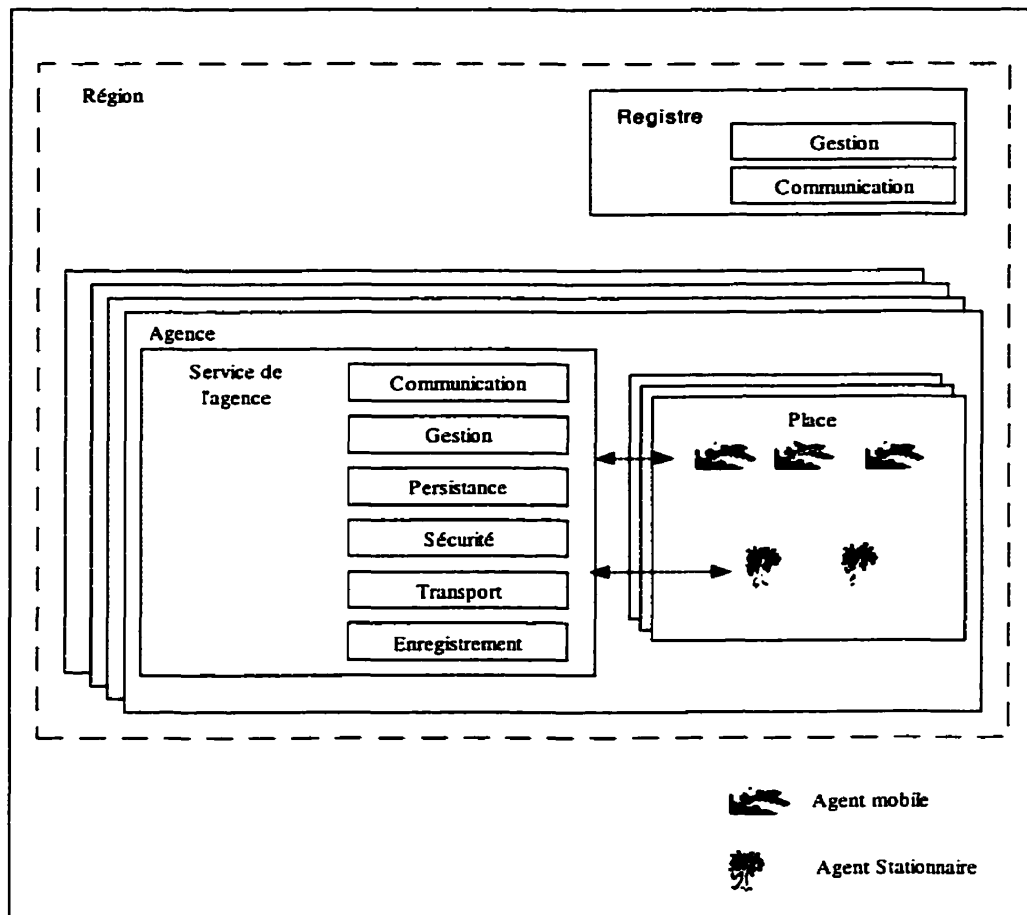 Région
Registre
Gestion
Communication
Agence
Service de
l'agence
Communication
Gestion
Persistance
Sécurité
Transport
Enregistrement
Place
Agent mobile
Agent Stationnaire